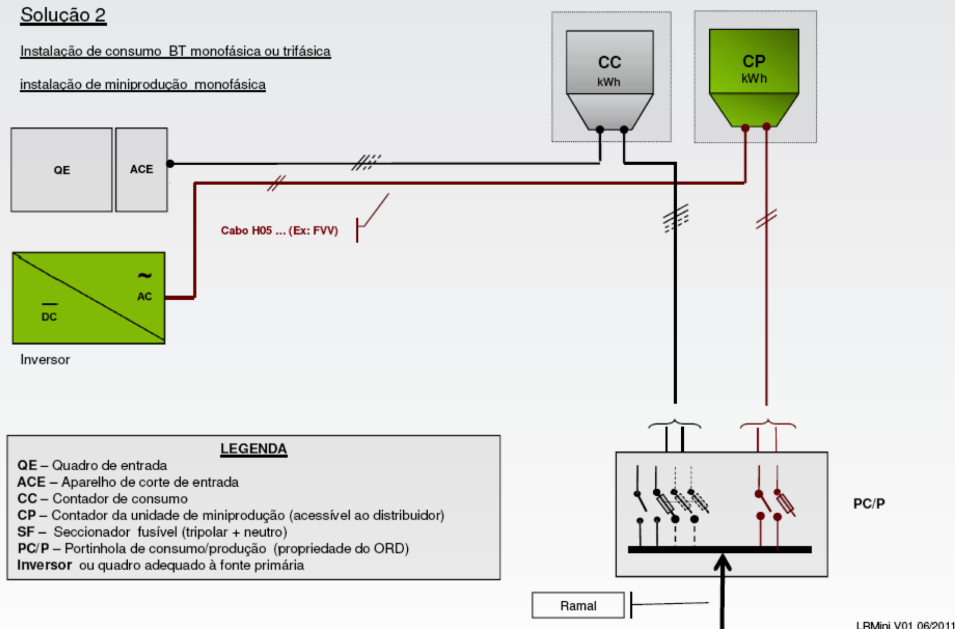 Solução 2
Instalação de consumo BT monofásica ou trifásica
instalação de miniprodução monofásica
CC
kWh
CP
kWh
QE
ACE
Cabo H05 ... (Ex: FVV)
~
AC
DC
Inversor
LEGENDA
QE – Quadro de entrada
ACE – Aparelho de corte de entrada
CC – Contador de consumo
CP – Contador da unidade de miniprodução (acessível ao distribuidor)
SF – Seccionador fusível (tripolar + neutro)
PC/P – Portinhola de consumo/produção (propriedade do ORD)
Inversor ou quadro adequado à fonte primária
PC/P
Ramal
LRMini V01 06/2011